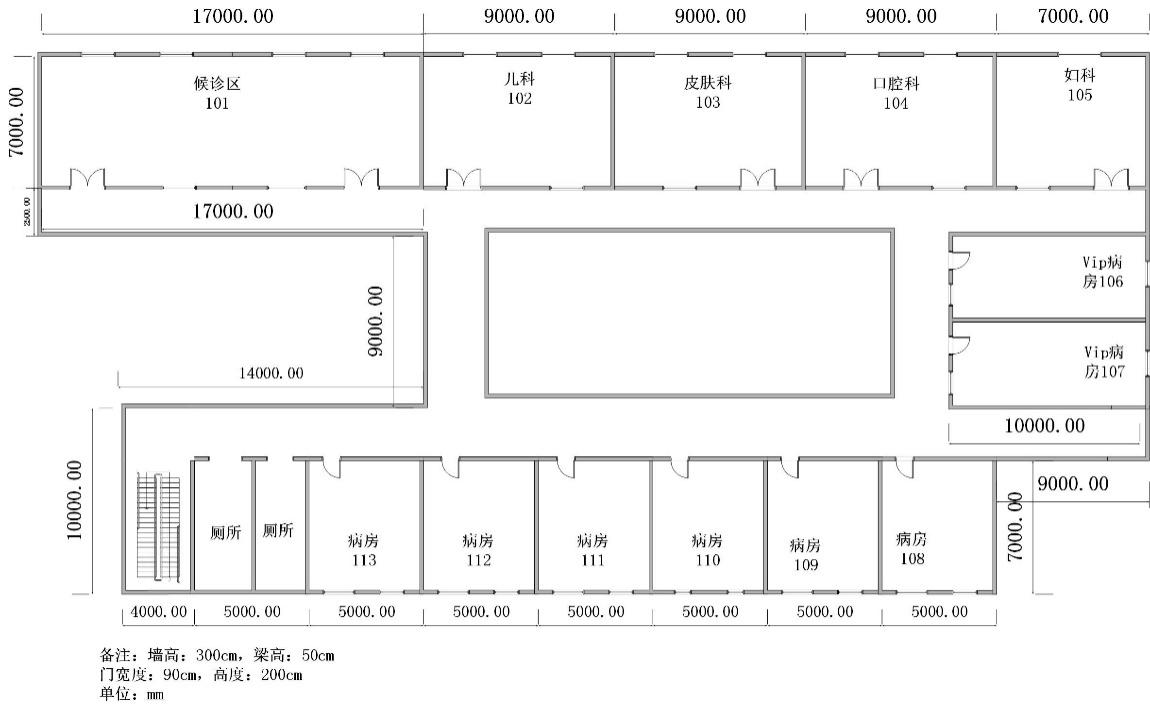 17000.00
9000.00
9000.00
9000.00
7000.00
7000.00
候诊区
101
儿科
102
皮肤科
103
口腔科
104
妇科
105
2500.00
17000.00
9000.00
Vip病
房106
Vip病
房107
14000.00
10000.00
10000.00
9000.00
7000.00
厕所
厕所
病房
113
病房
112
病房
111
病房
110
病房
109
病房
108
4000.00
5000.00
5000.00
5000.00
5000.00
5000.00
5000.00
5000.00
备注：墙高：300cm，梁高：50cm
门宽度：90cm，高度：200cm
单位：mm